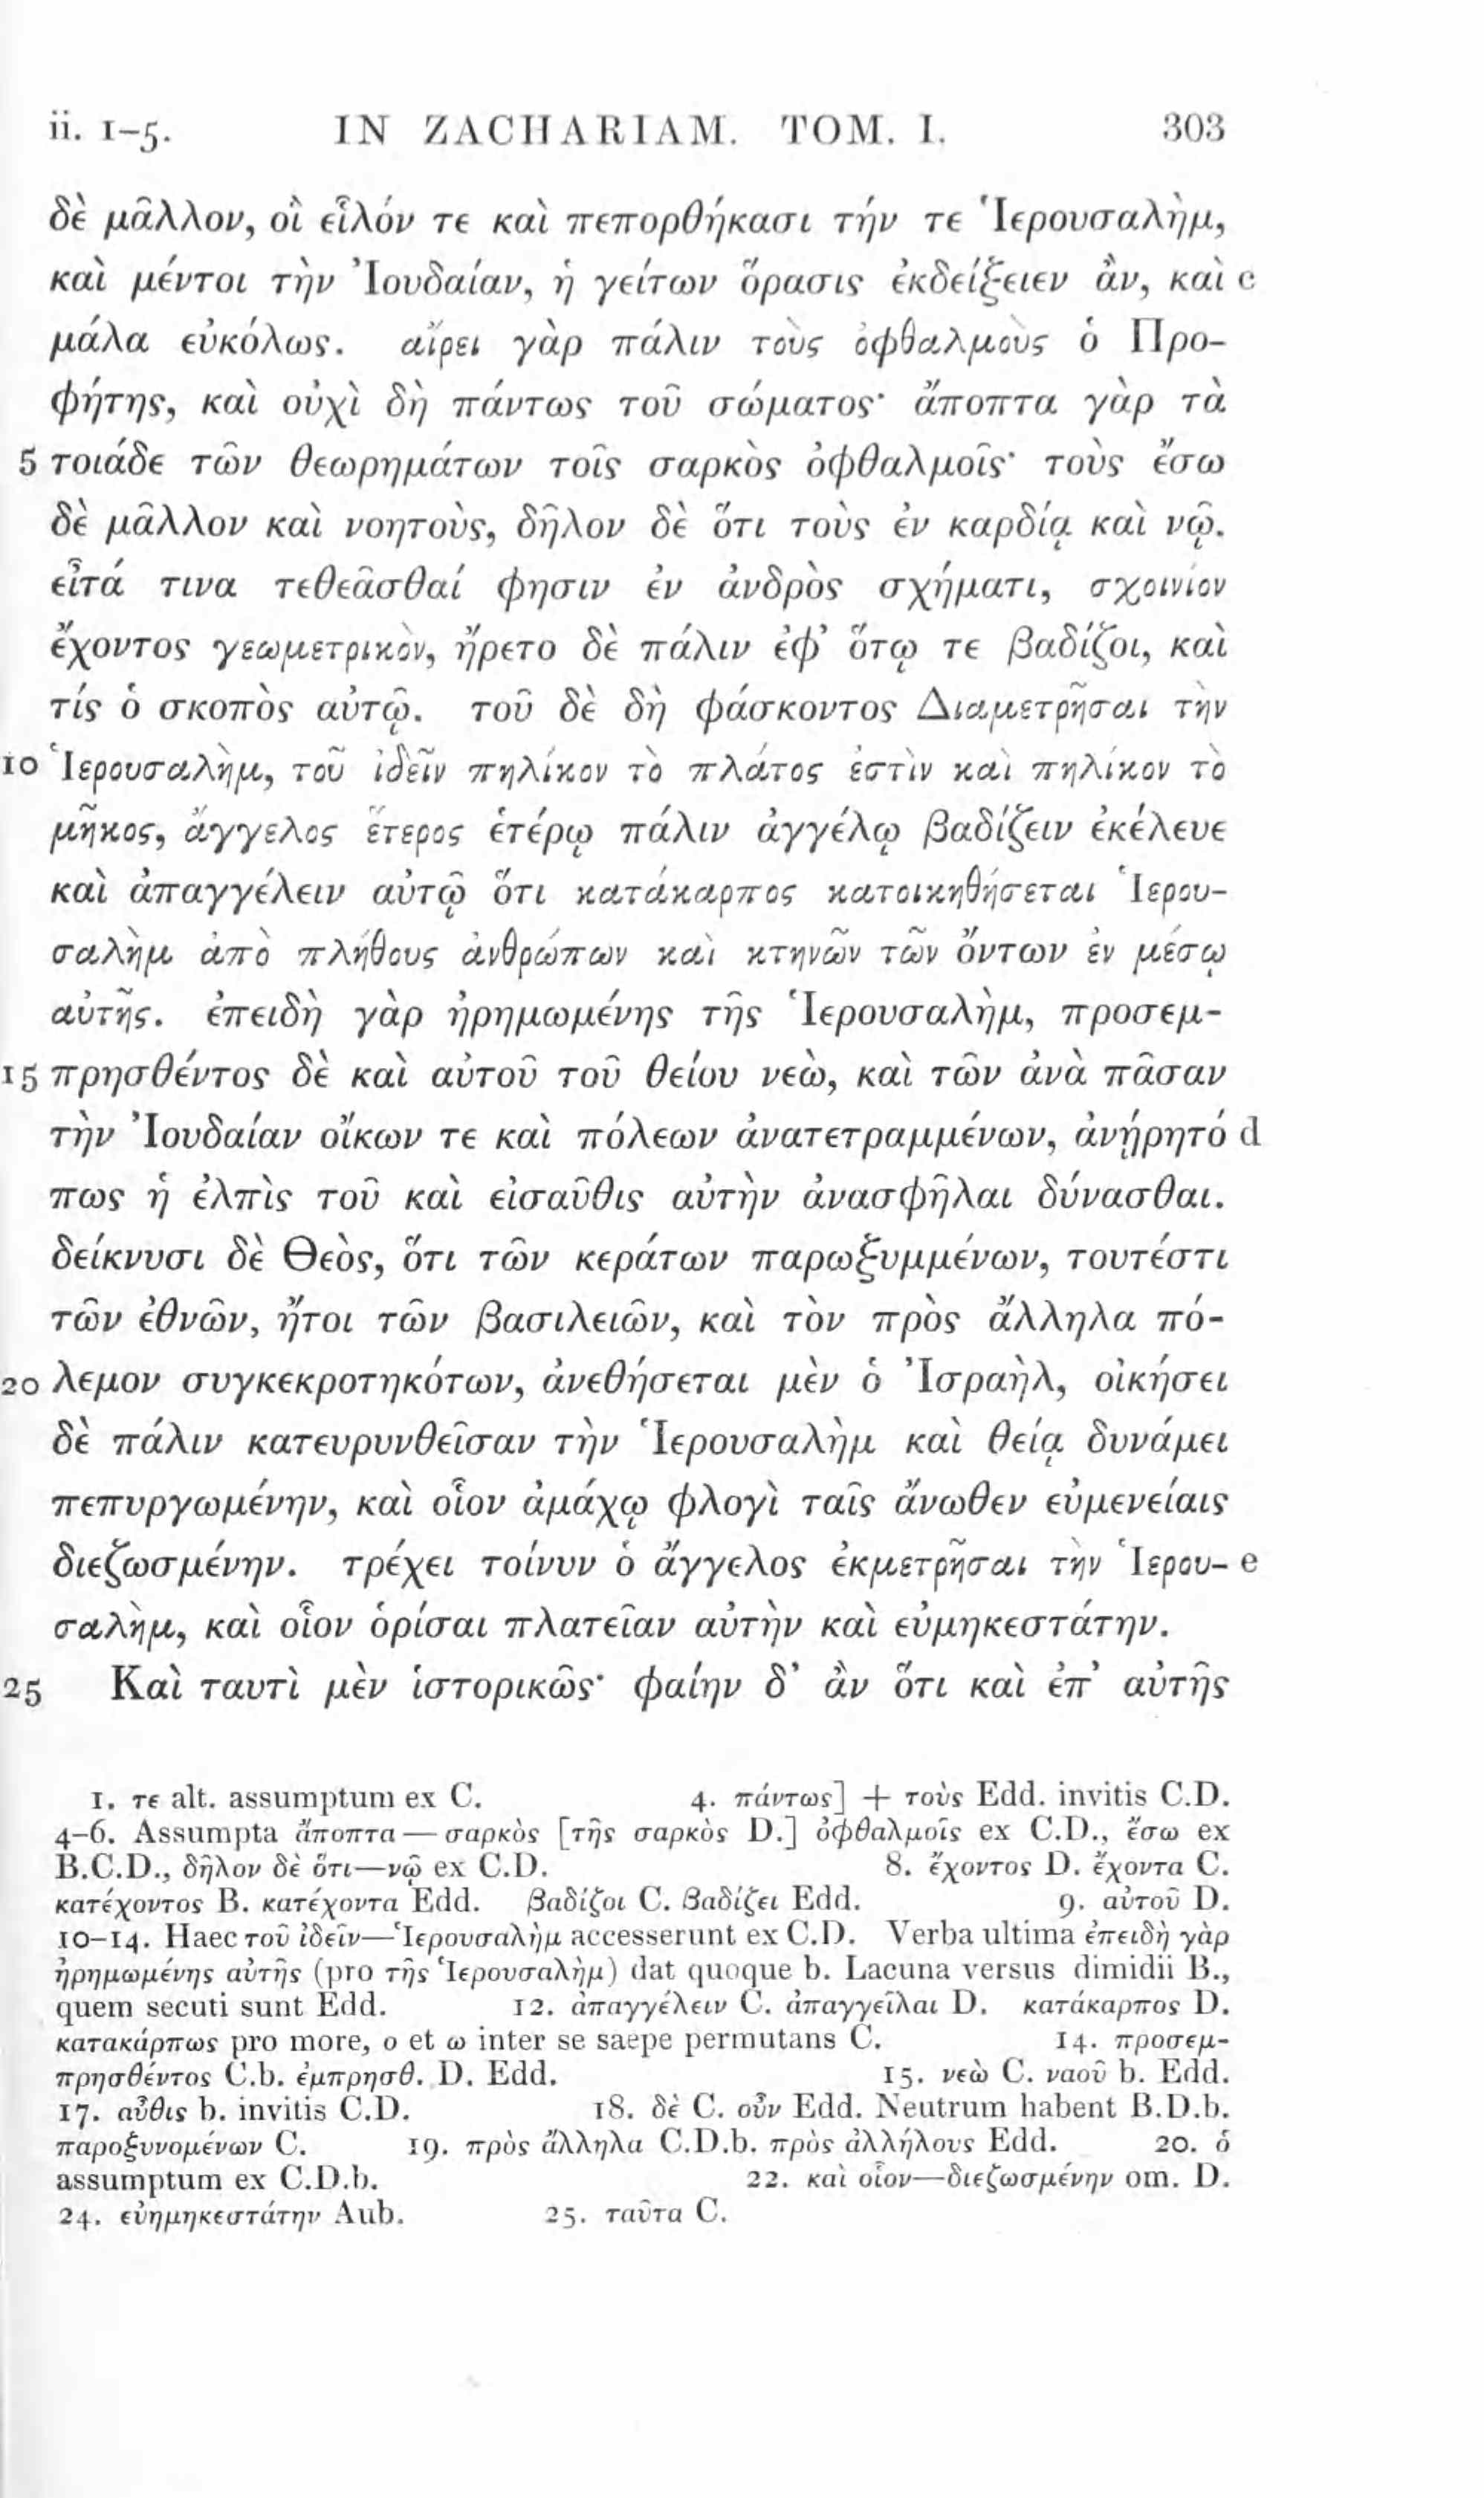 ii. 1–5. IN ZACHARIAM. TOM. I. 303
δὲ μᾶλλον, οἳ εἷλόν τε καὶ πεπορθήκασι τήν τε Ἱερουσαλὴμ,
καὶ μέντοι τὴν Ἰουδαίαν, ἡ γείτων ὅρασις ἐκδείξειεν ἂν, καὶ c
μάλα εὐκόλως. αἴρει γὰρ πάλιν τοὺς ὀφθαλμοὺς ὁ Προ-
φήτης, καὶ οὐχὶ δὴ πάντως τοῦ σώματος· ἄποπτα γὰρ τὰ
5 τοιάδε τῶν θεωρημάτων τοῖς σαρκὸς ὀφθαλμοῖς· τοὺς ἔσω
δὲ μᾶλλον καὶ νοητοὺς, δῆλον δὲ ὅτι τοὺς ἐν καρδίᾳ καὶ νῷ.
εἶτά τινα τεθεᾶσθαί φησιν ἐν ἀνδρὸς σχήματι, σχοινίον
ἔχοντος γεωμετρικὸν, ἤρετο δὲ πάλιν ἐφ’ ὅτῳ τε βαδίζοι, καὶ
τίς ὁ σκοπὸς αὐτῷ. τοῦ δὲ δὴ φάσκοντος Διαμετρῆσαι τὴν
10 Ἱερουσαλὴμ, τοῦ ἰδεῖν πηλίκον τὸ πλάτος ἐστὶν καὶ πηλίκον τὸ
μῆκος, ἄγγελος ἕτερος ἑτέρῳ πάλιν ἀγγέλῳ βαδίζειν ἐκέλευε
καὶ ἀπαγγέλειν αὐτῷ ὅτι κατάκαρπος κατοικηθήσεται Ἱερου-
σαλὴμ ἀπὸ πλήθους ἀνθρώπων καὶ κτηνῶν τῶν ὄντων ἐν μέσῳ
αὐτῆς. ἐπειδὴ γὰρ ἠρημωμένης τῆς Ἱερουσαλὴμ, προσεμ-
15 πρησθέντος δὲ καὶ αὐτοῦ τοῦ θείου νεὼ, καὶ τῶν ἀνὰ πᾶσαν
τὴν Ἰουδαίαν οἴκων τε καὶ πόλεων ἀνατετραμμένων, ἀνῄρητό d
πως ἡ ἐλπὶς τοῦ καὶ εἰσαῦθις αὐτὴν ἀνασφῆλαι δύνασθαι.
δείκνυσι δὲ Θεὸς, ὅτι τῶν κεράτων παρωξυμμένων, τουτέστι
τῶν ἐθνῶν, ἤτοι τῶν βασιλειῶν, καὶ τὸν πρὸς ἄλληλα πό-
20 λεμον συγκεκροτηκότων, ἀνεθήσεται μὲν ὁ Ἰσραὴλ, οἰκήσει
δὲ πάλιν κατευρυνθεῖσαν τὴν Ἱερουσαλὴμ καὶ θείᾳ δυνάμει
πεπυργωμένην, καὶ οἷον ἀμάχῳ φλογὶ ταῖς ἄνωθεν εὐμενείαις
διεζωσμένην. τρέχει τοίνυν ὁ ἄγγελος ἐκμετρῆσαι τὴν Ἱερου- e
σαλὴμ, καὶ οἷον ὁρίσαι πλατεῖαν αὐτὴν καὶ εὐμηκεστάτην.
25 Καὶ ταυτὶ μὲν ἱστορικῶς· φαίην δ’ ἂν ὅτι καὶ ἐπ’ αὐτῆς
1. τε alt. assumptum ex C. 4. πάντως] + τοὺς Edd. invitis C.D.
4–6. Assumpta ἄποπτα — σαρκὸς [τῆς σαρκὸς D.] ὀφθαλμοῖς ex C.D., ἔσω ex
B.C.D., δῆλον δὲ ὅτι—νῷ ex C.D. 8. ἔχοντος D. ἔχοντα C.
κατέχοντος B. κατέχοντα Edd. βαδίζοι C. βαδίζει Edd. 9. αὐτοῦ D.
10–14. Haec τοῦ ἰδεῖν—Ἱερουσαλὴμ accesserunt ex C.D. Verba ultima ἐπειδὴ γὰρ
ἠρημωμένης αὐτῆς (pro τῆς Ἱερουσαλὴμ) dat quoque b. Lacuna versus dimidii B.,
quem secuti sunt Edd. 12. ἀπαγγέλειν C. ἀπαγγεῖλαι D. κατάκαρπος D.
κατακάρπως pro more, ο et ω inter se saepe permutans C. 14. προσεμ-
πρησθέντος C.b. ἐμπρησθ. D. Edd. 15. νεὼ C. ναοῦ b. Edd.
17. αὖθις b. invitis C.D. 18. δὲ C. οὖν Edd. Neutrum habent B.D.b.
παροξυνομένων C. 19. πρὸς ἄλληλα C.D.b. πρὸς ἀλλήλους Edd. 20. ὁ
assumptum ex C.D.b. 22. καὶ οἷον—διεζωσμένην om. D.
24. εὐημηκεστάτην Aub. 25. ταῦτα C.